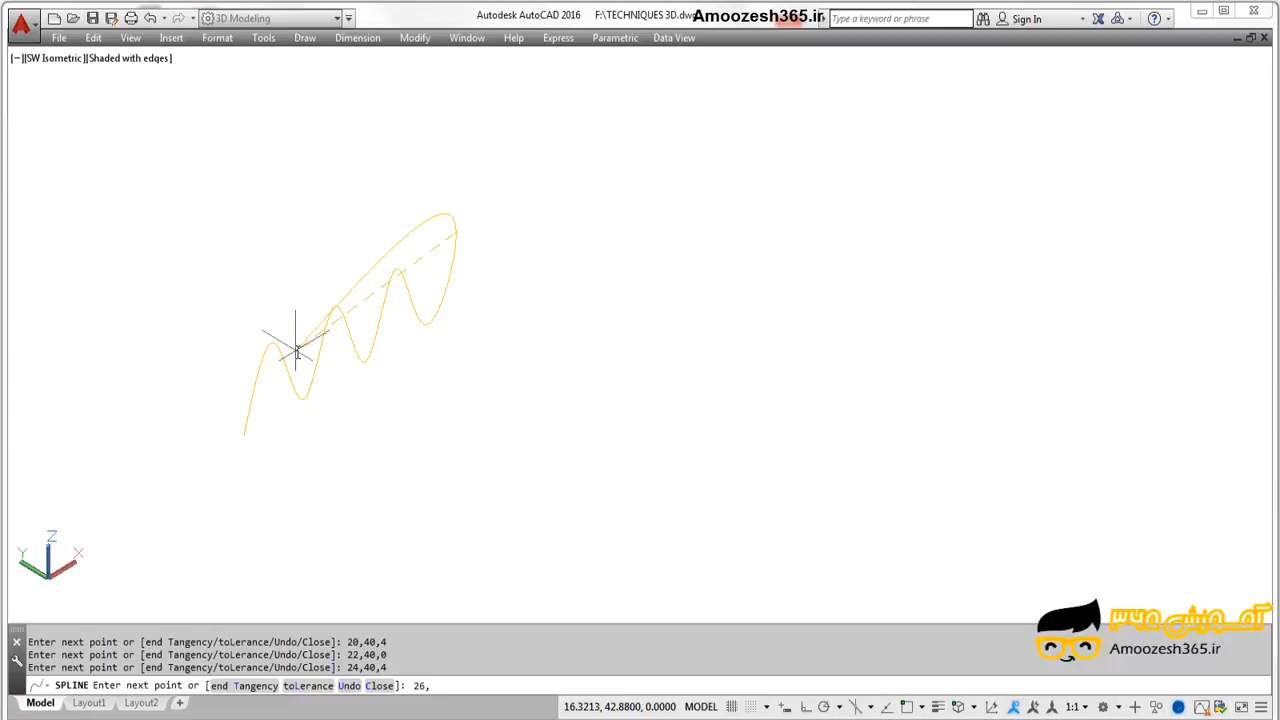 3D Modeling
Autodesk AutoCAD 2016 F:\TECHNIQUES 3D.dw
Amoozesh365.ir
Type a keyword or phrase
Sign In
File Edit View Insert Format Tools Draw Dimension Modify Window Help Express Parametric Data View
[−][SW Isometric][Shaded with edges]
Z
Y X
Enter next point or [end Tangency/toLerance/Undo/Close]: 20,40,4
Enter next point or [end Tangency/toLerance/Undo/Close]: 22,40,0
Enter next point or [end Tangency/toLerance/Undo/Close]: 24,40,4
SPLINE Enter next point or [end Tangency toLerance Undo Close]: 26,
آموزش ۳۶۵
Amoozesh365.ir
Model Layout1 Layout2 +
16.3213, 42.8800, 0.0000 MODEL 1:1